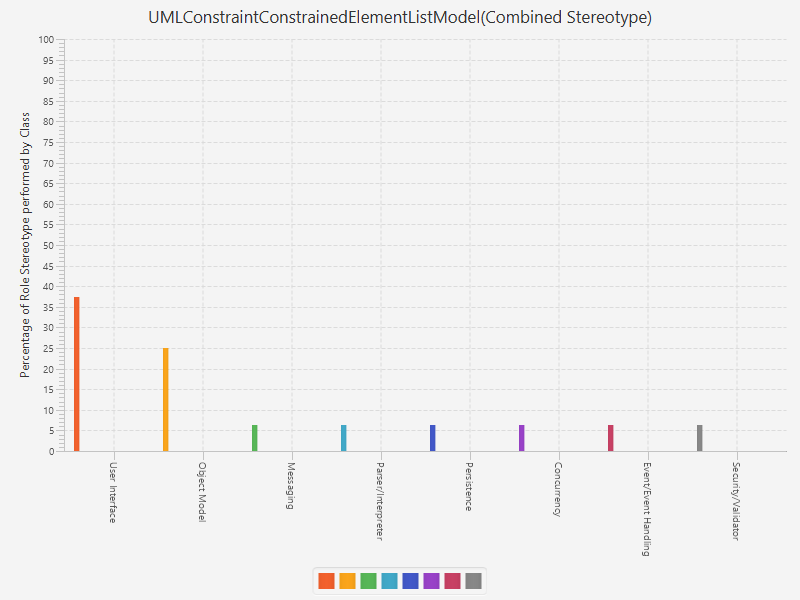 UMLConstraintConstrainedElementListModel(Combined Stereotype)
Percentage of Role Stereotype performed by Class
100
95
90
85
80
75
70
65
60
55
50
45
40
35
30
25
20
15
10
5
0
User Interface
Object Model
Messaging
Parser/Interpreter
Persistence
Concurrency
Event/Event Handling
Security/Validator